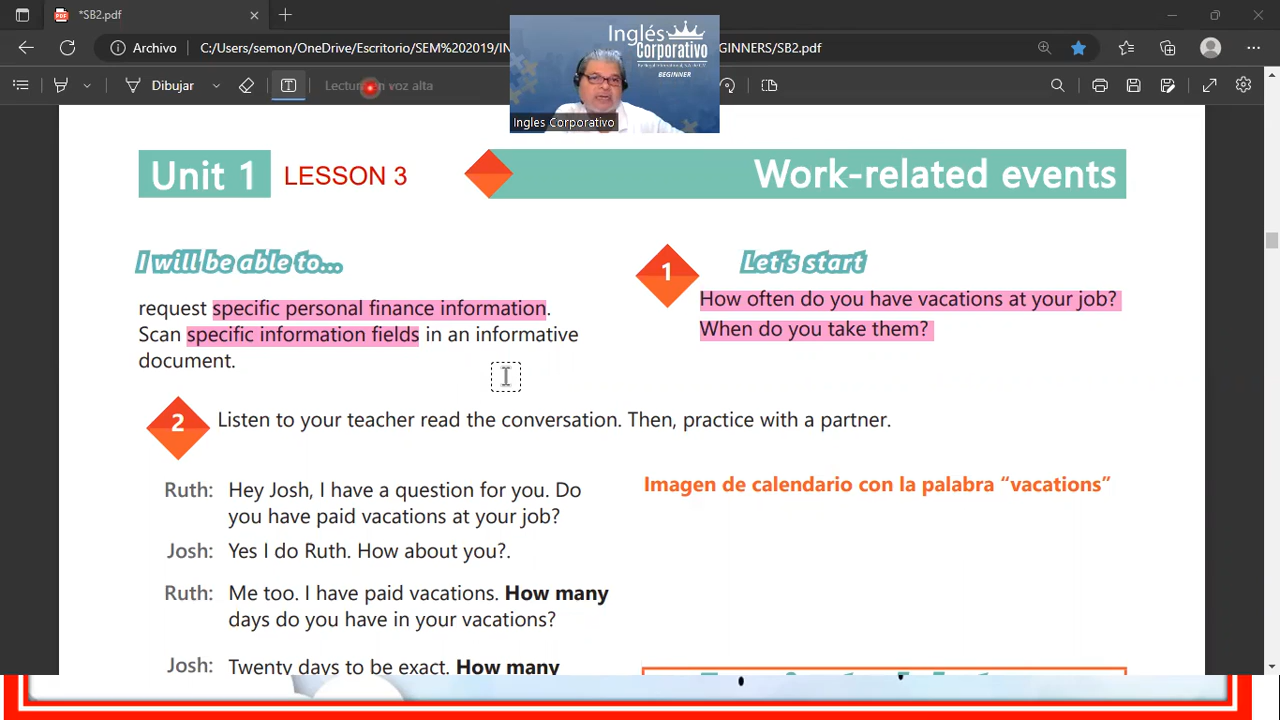 *SB2.pdf
Archivo
C:/Users/semon/OneDrive/Escritorio/SEM%202019/IN
GINNERS/SB2.pdf
Dibujar
Lectura en voz alta
Inglés
Corporativo
BEGINNER
Ingles Corporativo
Unit 1
LESSON 3
Work-related events
I will be able to...
request specific personal finance information.
Scan specific information fields in an informative
document.
1
Let's start
How often do you have vacations at your job?
When do you take them?
2
Listen to your teacher read the conversation. Then, practice with a partner.
Ruth: Hey Josh, I have a question for you. Do
you have paid vacations at your job?
Josh: Yes I do Ruth. How about you?.
Ruth: Me too. I have paid vacations. How many
days do you have in your vacations?
Josh: Twenty days to be exact. How many
Imagen de calendario con la palabra “vacations”